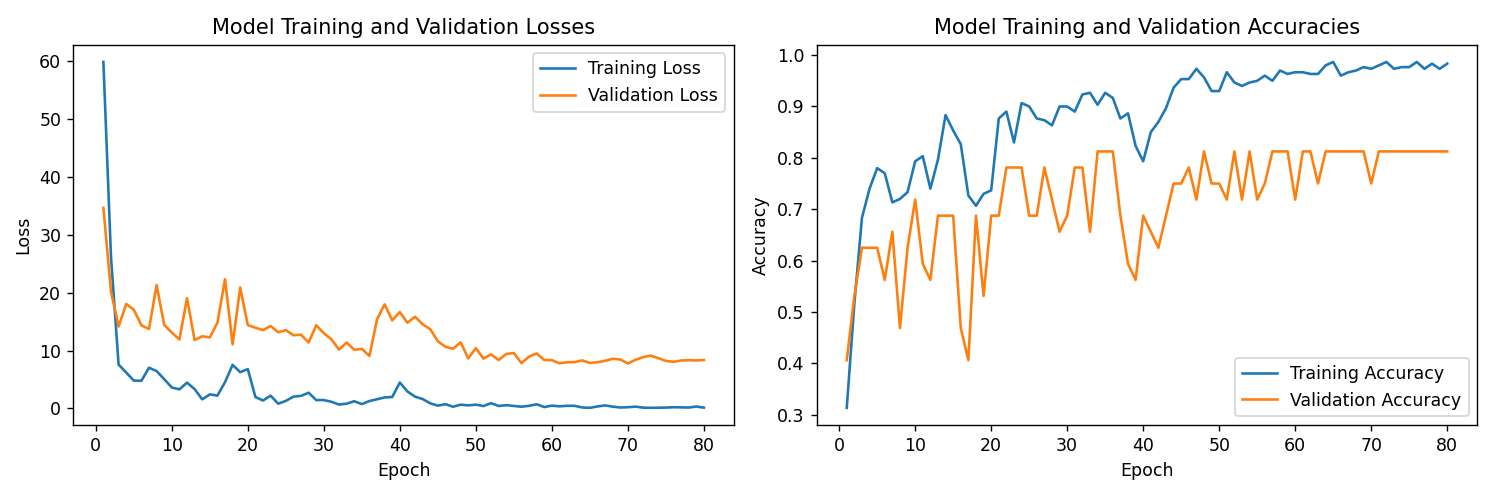 Model Training and Validation Losses
Training Loss
Validation Loss
60
50
40
30
20
10
0
Loss
0 10 20 30 40 50 60 70 80
Epoch
Model Training and Validation Accuracies
1.0
0.9
0.8
0.7
0.6
0.5
0.4
0.3
Accuracy
Training Accuracy
Validation Accuracy
0 10 20 30 40 50 60 70 80
Epoch